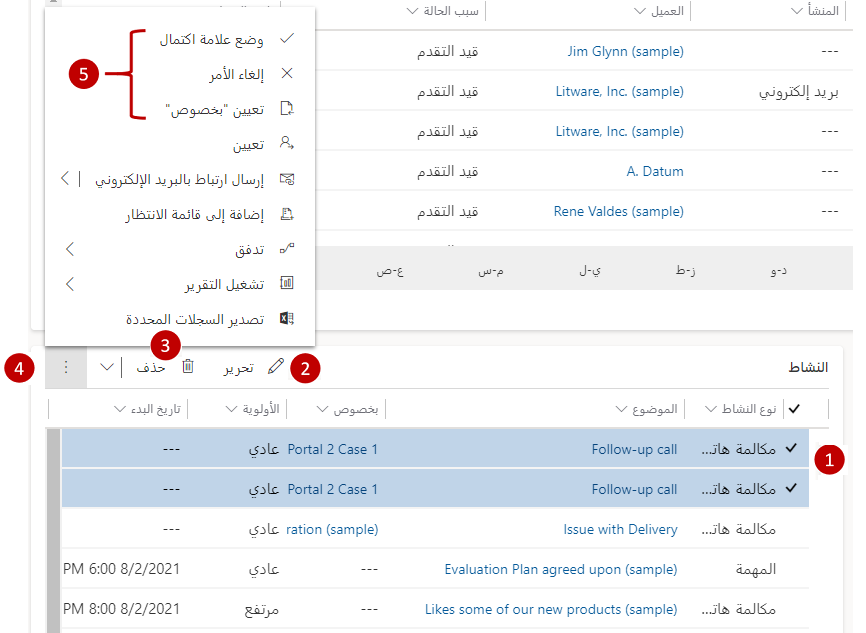 المنشأ العميل سبب الحالة
--- Jim Glynn (sample) قيد التقدم
بريد إلكتروني Litware, Inc. (sample) قيد التقدم
--- Litware, Inc. (sample) قيد التقدم
--- A. Datum قيد التقدم
--- Rene Valdes (sample) قيد التقدم
د-و ز-ط ي-ل م-س ع-ص
وضع علامة اكتمال
إلغاء الأمر
5
تعيين "بخصوص"
تعيين
إرسال ارتباط بالبريد الإلكتروني
إضافة إلى قائمة الانتظار
تدفق
تشغيل التقرير
تصدير السجلات المحددة
3
النشاط 2 تحرير حذف 4
نوع النشاط الموضوع بخصوص الأولوية تاريخ البدء
1
مكالمة هات... Follow-up call Portal 2 Case 1 عادي ---
مكالمة هات... Follow-up call Portal 2 Case 1 عادي ---
مكالمة هات... Issue with Delivery ration (sample) عادي ---
المهمة Evaluation Plan agreed upon (sample) --- عادي PM 6:00 8/2/2021
مكالمة هات... Likes some of our new products (sample) --- مرتفع PM 8:00 8/2/2021